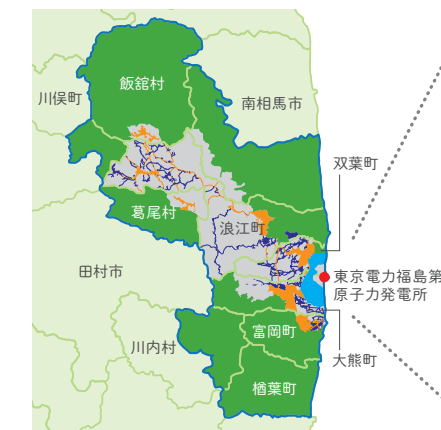 飯舘村
川俣町
南相馬市
双葉町
葛尾村
浪江町
田村市
東京電力福島第
原子力発電所
富岡町
川内村
大熊町
楢葉町